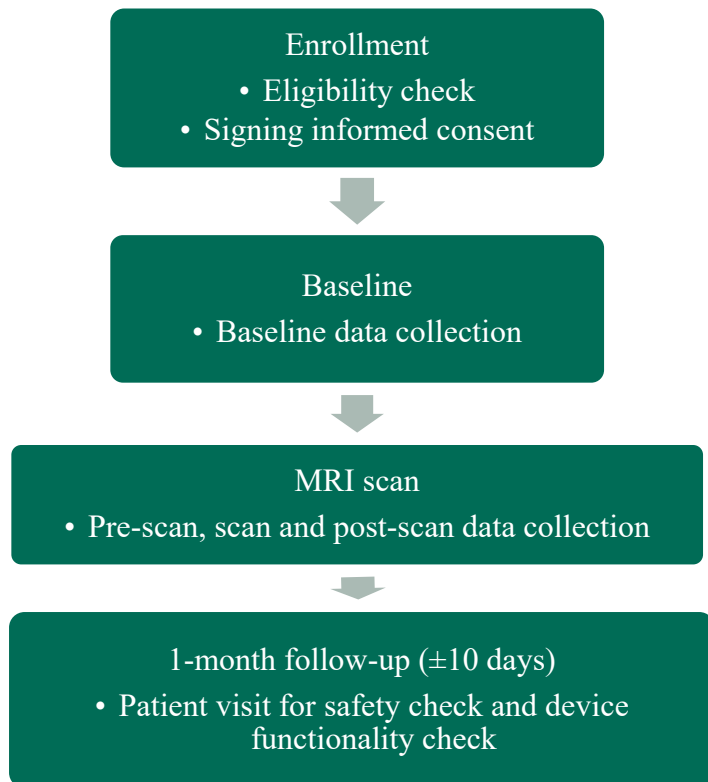 Enrollment
• Eligibility check
• Signing informed consent
Baseline
• Baseline data collection
MRI scan
• Pre-scan, scan and post-scan data collection
1-month follow-up (±10 days)
• Patient visit for safety check and device
functionality check